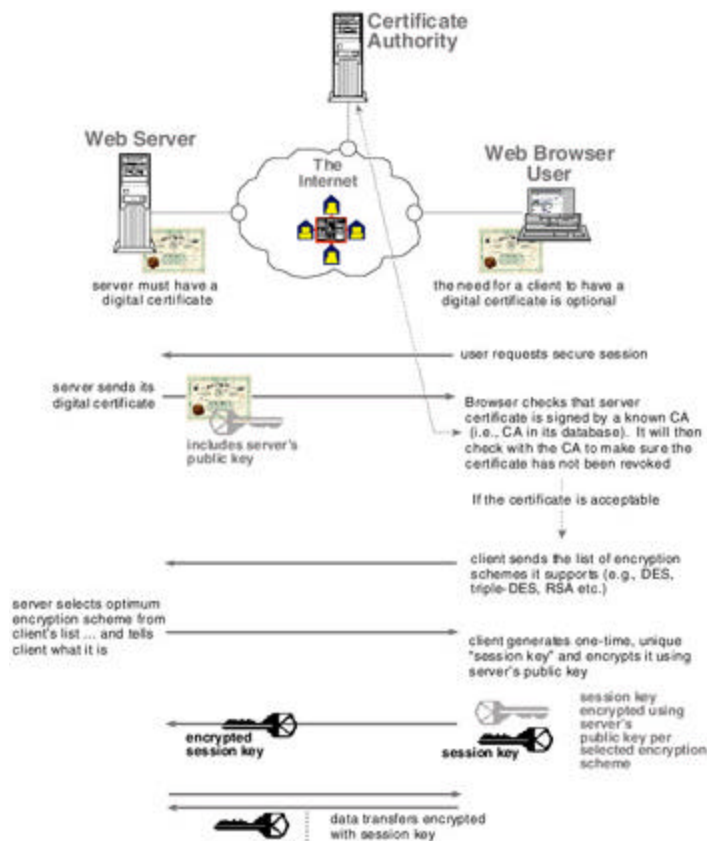 Certificate
Authority
Web Server
The
Internet
Web Browser
User
server must have a
digital certificate
the need for a client to have a
digital certificate is optional
user requests secure session
server sends its
digital certificate
includes server's
public key
Browser checks that server
certificate is signed by a known CA
(i.e., CA in its database). It will then
check with the CA to make sure the
certificate has not been revoked
If the certificate is acceptable
client sends the list of encryption
schemes it supports (e.g., DES,
triple-DES, RSA etc.)
server selects optimum
encryption scheme from
client's list ... and tells
client what it is
client generates one-time, unique
"session key" and encrypts it using
server's public key
encrypted
session key
session key
session key
encrypted using
server's
public key per
selected encryption
scheme
data transfers encrypted
with session key